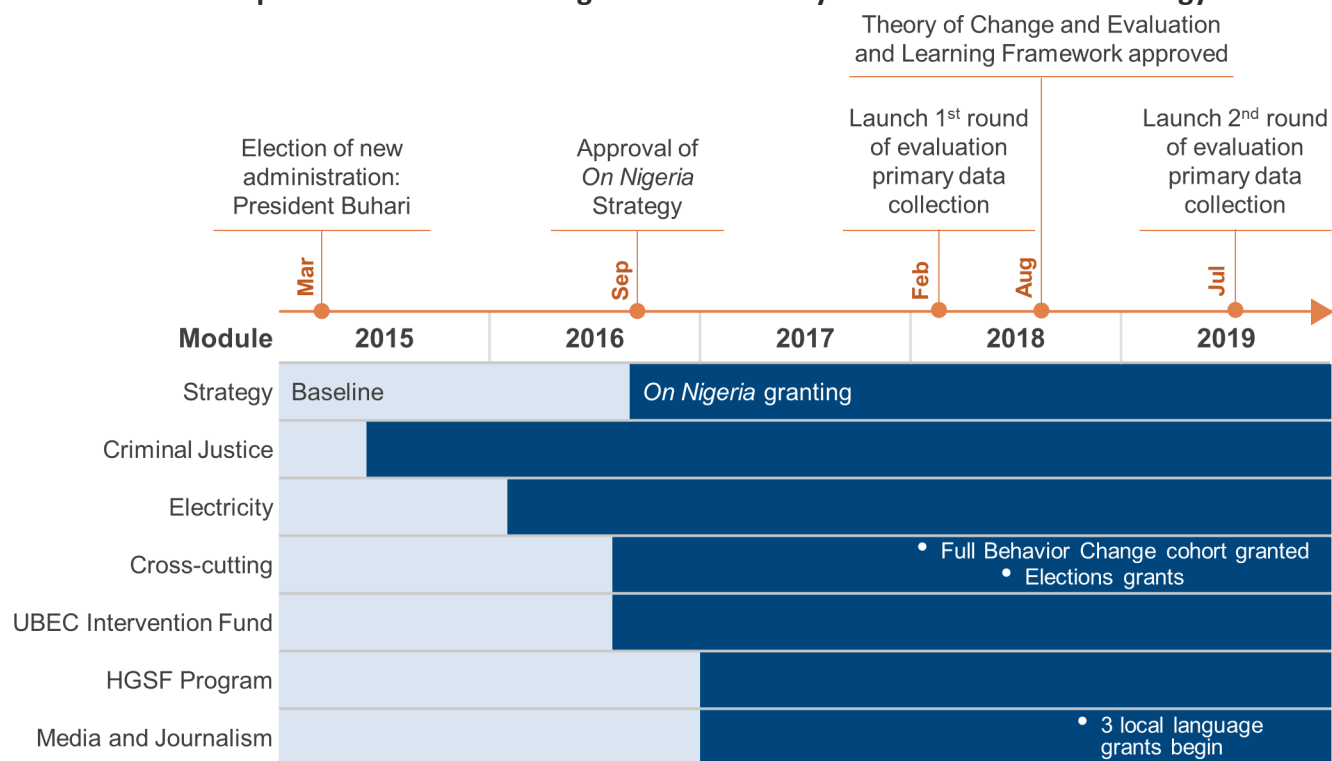 Theory of Change and Evaluation
and Learning Framework approved
Election of new
administration:
President Buhari
Approval of
On Nigeria
Strategy
Launch 1st round
of evaluation
primary data
collection
Launch 2nd round
of evaluation
primary data
collection
Mar
Sep
Feb
Aug
Jul
Module 2015 2016 2017 2018 2019
Strategy Baseline On Nigeria granting
Criminal Justice
Electricity
Cross-cutting
• Full Behavior Change cohort granted
• Elections grants
UBEC Intervention Fund
HGSF Program
Media and Journalism
• 3 local language
grants begin